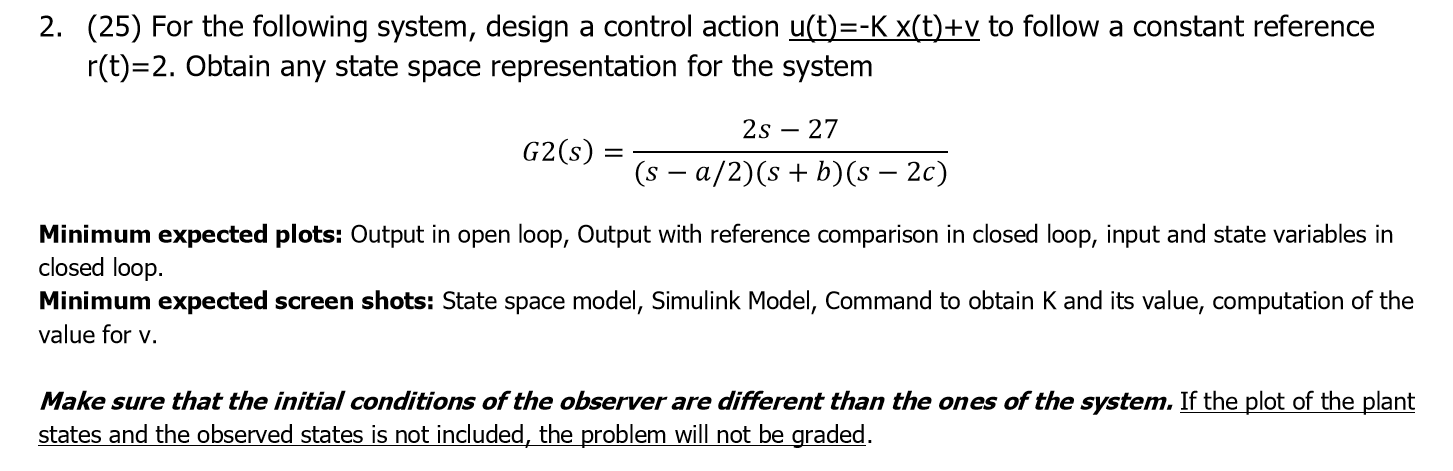 2. (25) For the following system, design a control action u(t)=-K x(t)+v to follow a constant reference
r(t)=2. Obtain any state space representation for the system
G2(s) = (2s − 27) / ((s − a/2)(s + b)(s − 2c))
Minimum expected plots: Output in open loop, Output with reference comparison in closed loop, input and state variables in
closed loop.
Minimum expected screen shots: State space model, Simulink Model, Command to obtain K and its value, computation of the
value for v.
Make sure that the initial conditions of the observer are different than the ones of the system. If the plot of the plant
states and the observed states is not included, the problem will not be graded.